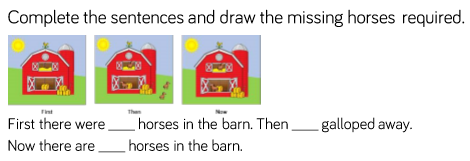 Complete the sentences and draw the missing horses required.
First Then Now
First there were ____ horses in the barn. Then ____ galloped away.
Now there are ____ horses in the barn.